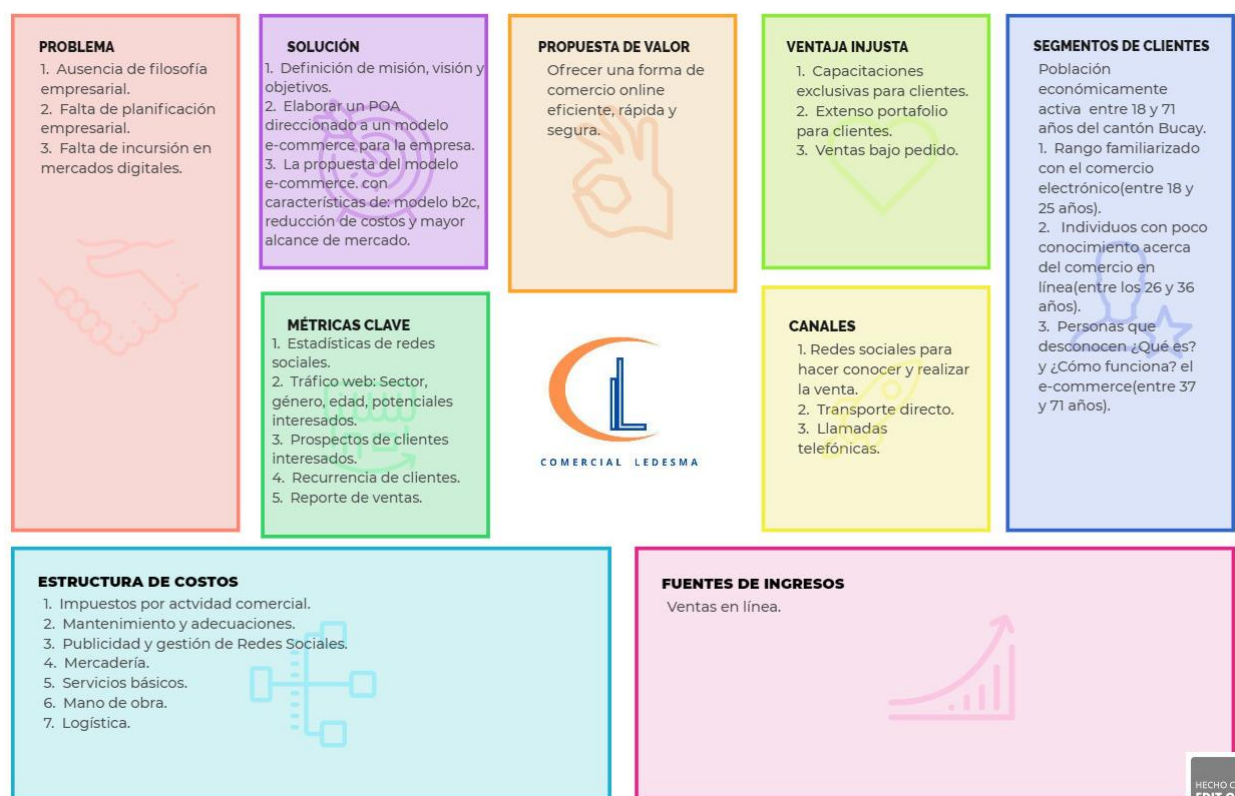 PROBLEMA
1. Ausencia de filosofía
empresarial.
2. Falta de planificación
empresarial.
3. Falta de incursión en
mercados digitales.
SOLUCIÓN
1. Definición de misión, visión y
objetivos.
2. Elaborar un POA
direccionado a un modelo
e-commerce para la empresa.
3. La propuesta del modelo
e-commerce. con
características de: modelo b2c,
reducción de costos y mayor
alcance de mercado.
MÉTRICAS CLAVE
1. Estadísticas de redes
sociales.
2. Tráfico web: Sector,
género, edad, potenciales
interesados.
3. Prospectos de clientes
interesados.
4. Recurrencia de clientes.
5. Reporte de ventas.
PROPUESTA DE VALOR
Ofrecer una forma de
comercio online
eficiente, rápida y
segura.
COMERCIAL LEDESMA
VENTAJA INJUSTA
1. Capacitaciones
exclusivas para clientes.
2. Extenso portafolio
para clientes.
3. Ventas bajo pedido.
CANALES
1. Redes sociales para
hacer conocer y realizar
la venta.
2. Transporte directo.
3. Llamadas
telefónicas.
SEGMENTOS DE CLIENTES
Población
económicamente
activa entre 18 y 71
años del cantón Bucay.
1. Rango familiarizado
con el comercio
electrónico(entre 18 y
25 años).
2. Individuos con poco
conocimiento acerca
del comercio en
línea(entre los 26 y 36
años).
3. Personas que
desconocen ¿Qué es?
y ¿Cómo funciona? el
e-commerce(entre 37
y 71 años).
ESTRUCTURA DE COSTOS
1. Impuestos por actvidad comercial.
2. Mantenimiento y adecuaciones.
3. Publicidad y gestión de Redes Sociales.
4. Mercadería.
5. Servicios básicos.
6. Mano de obra.
7. Logística.
FUENTES DE INGRESOS
Ventas en línea.
HECHO